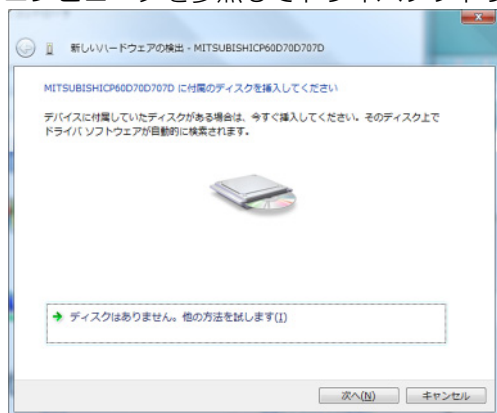 新しいハードウェアの検出 - MITSUBISHICP60D70D707D
MITSUBISHICP60D70D707D に付属のディスクを挿入してください
デバイスに付属していたディスクがある場合は、今すぐ挿入してください。そのディスク上で
ドライバ ソフトウェアが自動的に検索されます。
ディスクはありません。他の方法を試します(I)
次へ(N)
キャンセル